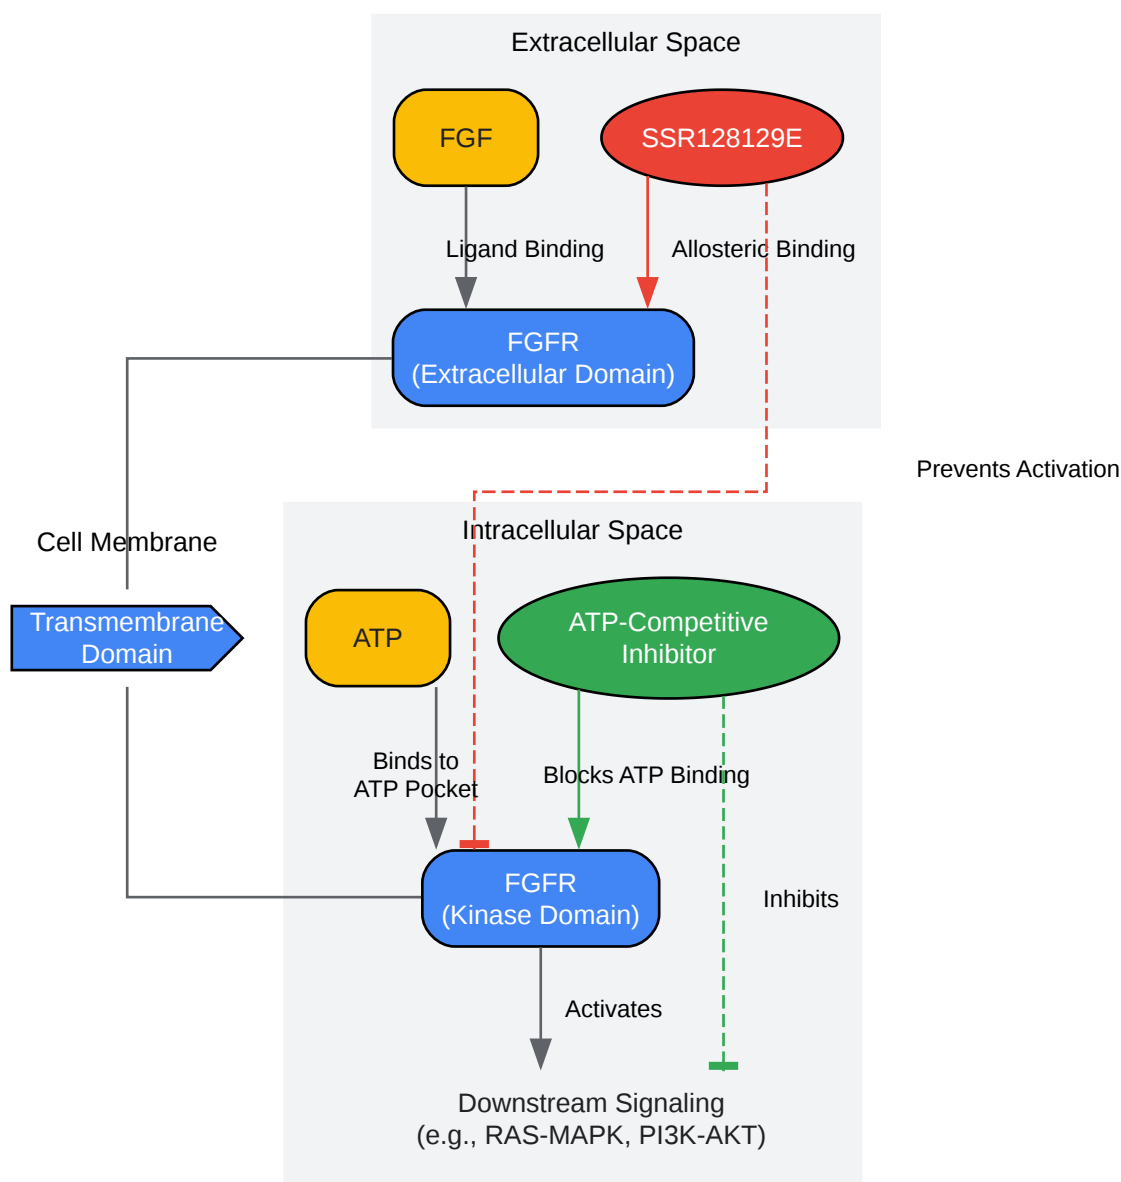 Extracellular Space
FGF
SSR128129E
Ligand Binding
Allosteric Binding
FGFR
(Extracellular Domain)
Prevents Activation
Cell Membrane
Intracellular Space
Transmembrane
Domain
ATP
ATP-Competitive
Inhibitor
Binds to
ATP Pocket
Blocks ATP Binding
FGFR
(Kinase Domain)
Inhibits
Activates
Downstream Signaling
(e.g., RAS-MAPK, PI3K-AKT)